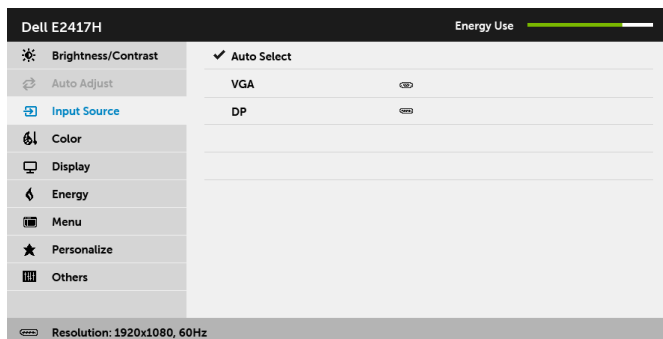 Dell E2417H
Energy Use
Brightness/Contrast
Auto Select
Auto Adjust
VGA
Input Source
DP
Color
Display
Energy
Menu
Personalize
Others
Resolution: 1920x1080, 60Hz